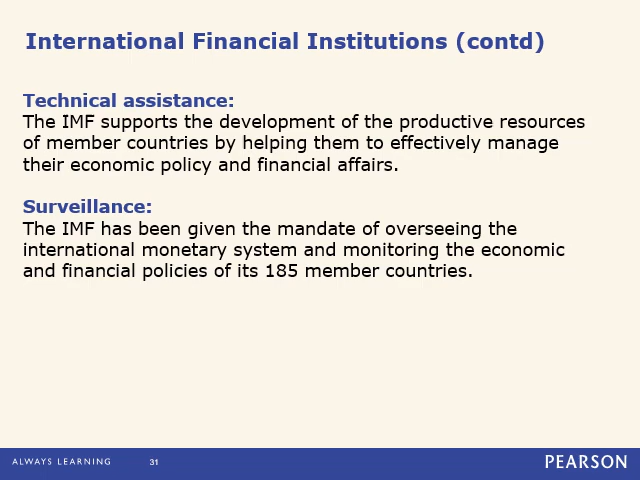 International Financial Institutions (contd)
Technical assistance:
The IMF supports the development of the productive resources
of member countries by helping them to effectively manage
their economic policy and financial affairs.
Surveillance:
The IMF has been given the mandate of overseeing the
international monetary system and monitoring the economic
and financial policies of its 185 member countries.
ALWAYS LEARNING 31 PEARSON